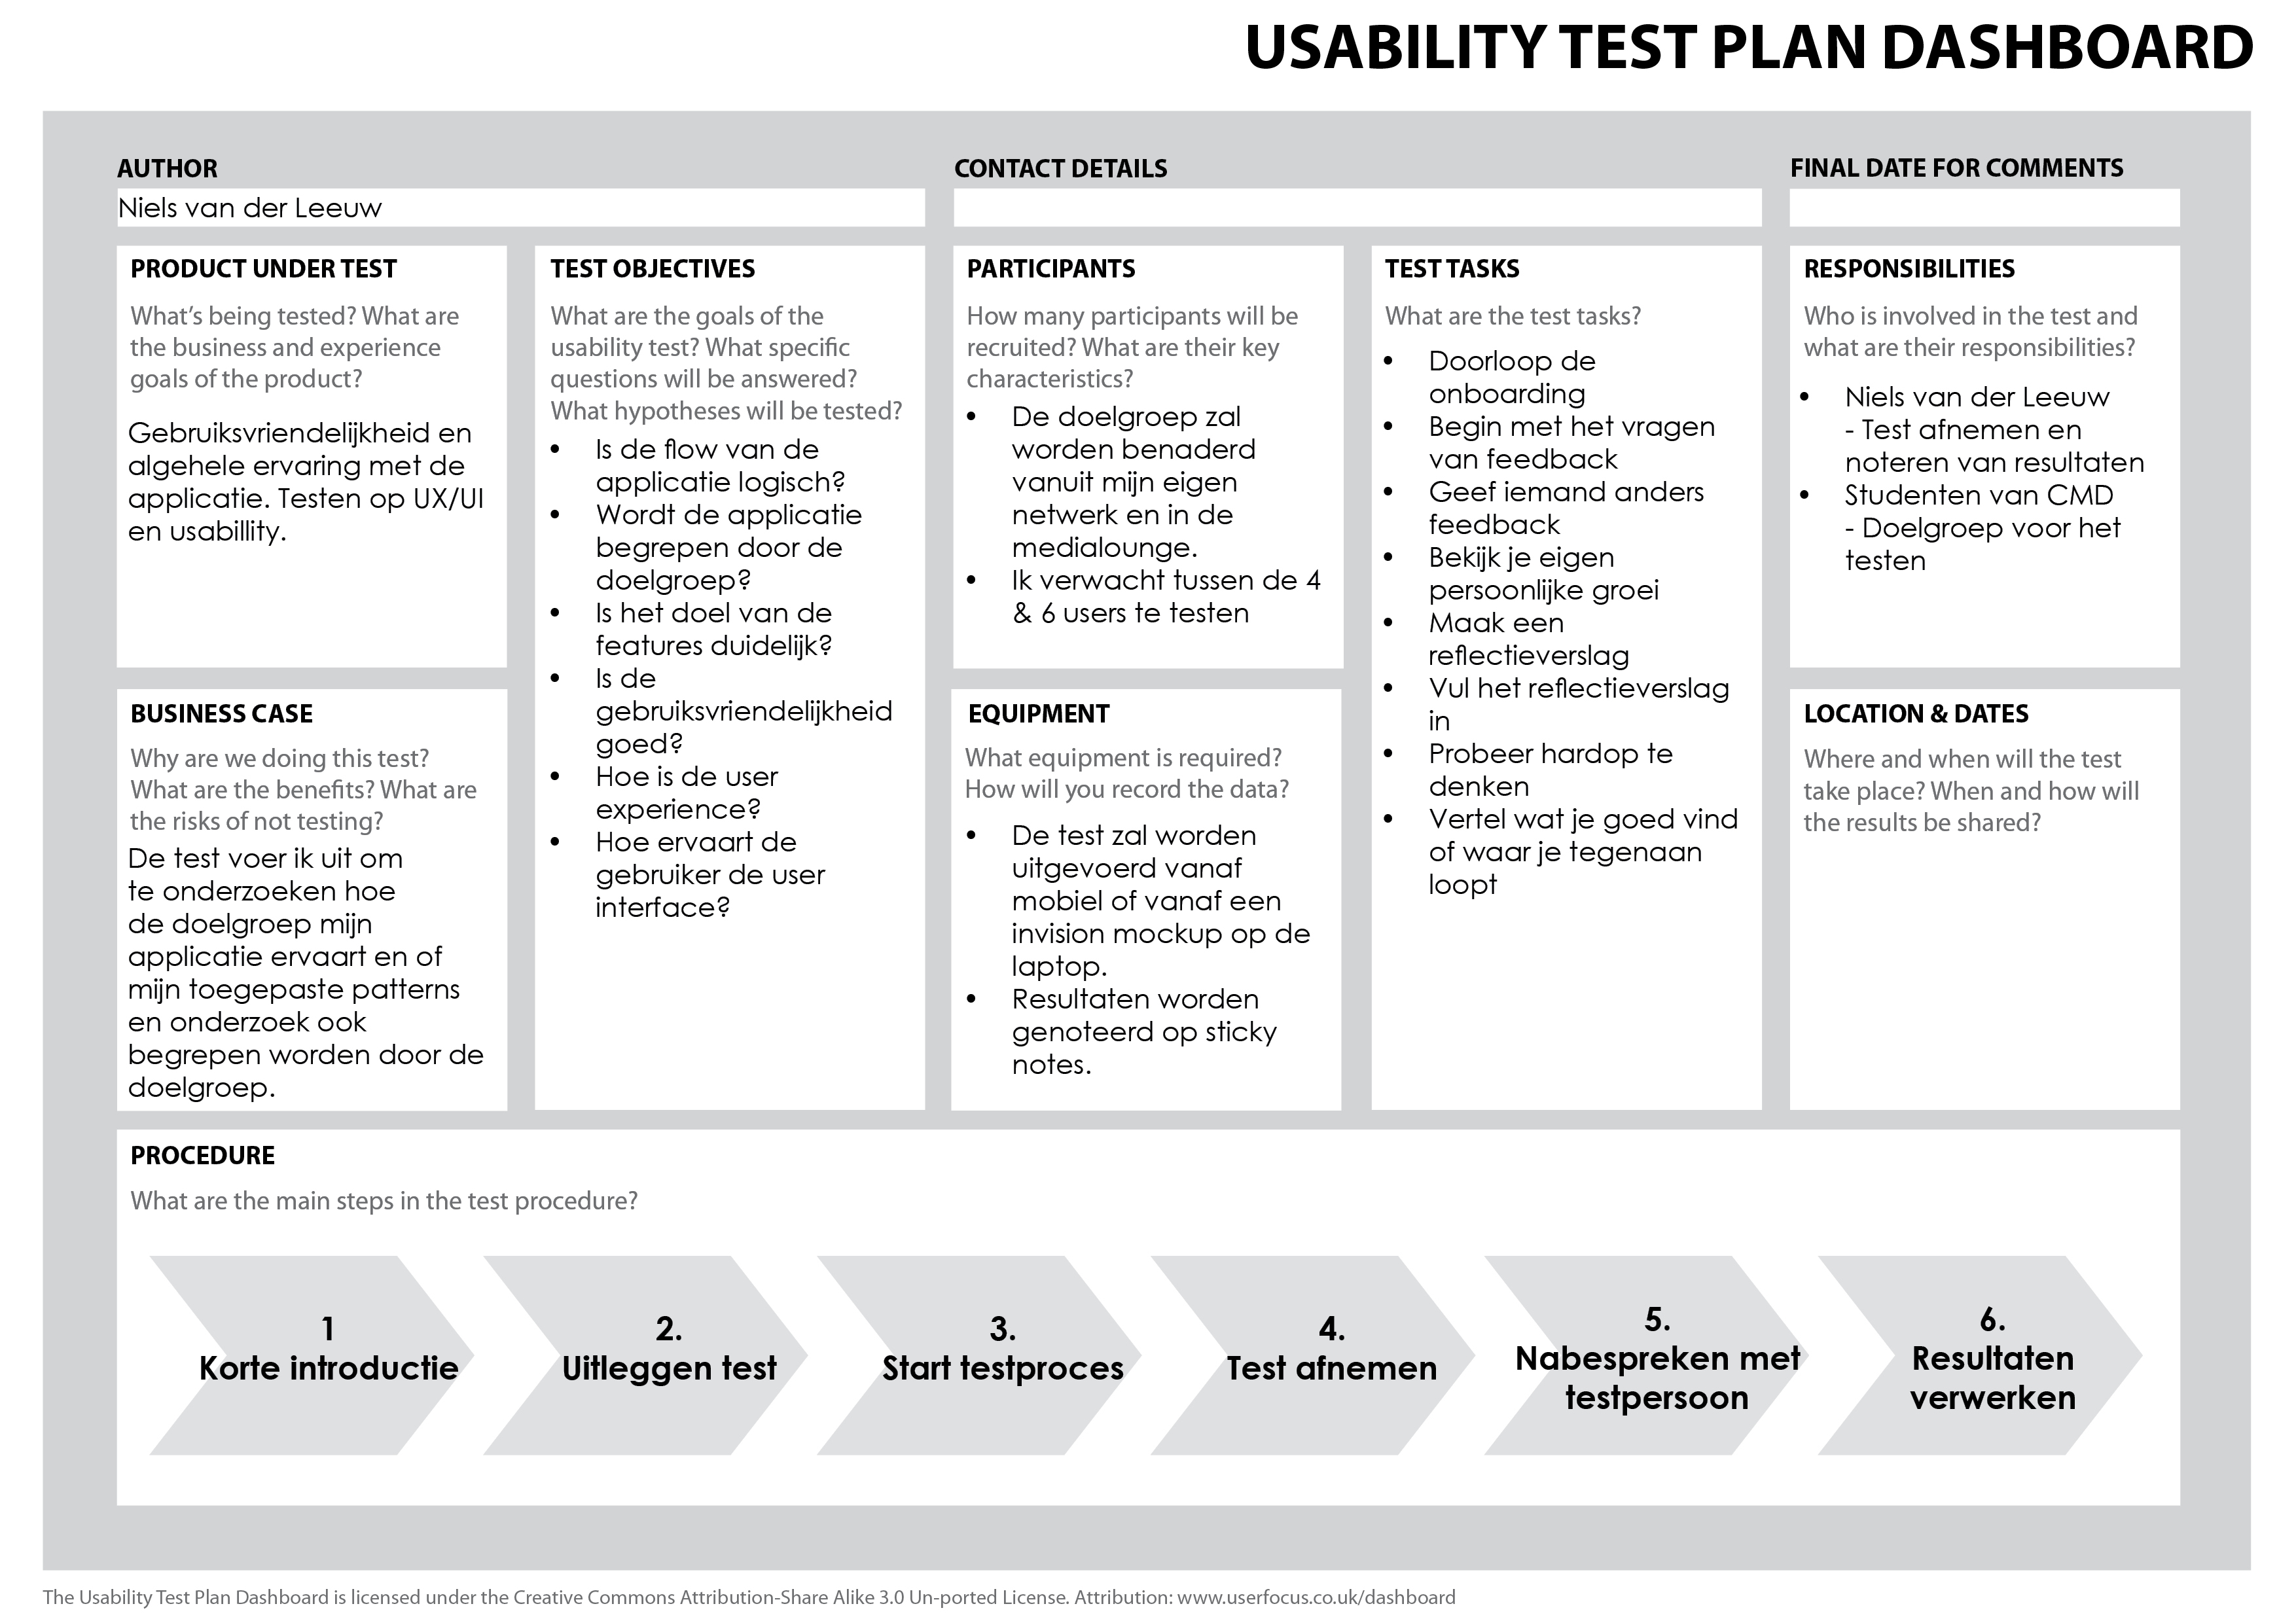 USABILITY TEST PLAN DASHBOARD
AUTHOR
Niels van der Leeuw
CONTACT DETAILS
FINAL DATE FOR COMMENTS
PRODUCT UNDER TEST
What’s being tested? What are
the business and experience
goals of the product?
Gebruiksvriendelijkheid en
algehele ervaring met de
applicatie. Testen op UX/UI
en usabillity.
BUSINESS CASE
Why are we doing this test?
What are the benefits? What are
the risks of not testing?
De test voer ik uit om
te onderzoeken hoe
de doelgroep mijn
applicatie ervaart en of
mijn toegepaste patterns
en onderzoek ook
begrepen worden door de
doelgroep.
TEST OBJECTIVES
What are the goals of the
usability test? What specific
questions will be answered?
What hypotheses will be tested?
• Is de flow van de
applicatie logisch?
• Wordt de applicatie
begrepen door de
doelgroep?
• Is het doel van de
features duidelijk?
• Is de
gebruiksvriendelijkheid
goed?
• Hoe is de user
experience?
• Hoe ervaart de
gebruiker de user
interface?
PARTICIPANTS
How many participants will be
recruited? What are their key
characteristics?
• De doelgroep zal
worden benaderd
vanuit mijn eigen
netwerk en in de
medialounge.
• Ik verwacht tussen de 4
& 6 users te testen
EQUIPMENT
What equipment is required?
How will you record the data?
• De test zal worden
uitgevoerd vanaf
mobiel of vanaf een
invision mockup op de
laptop.
• Resultaten worden
genoteerd op sticky
notes.
TEST TASKS
What are the test tasks?
• Doorloop de
onboarding
• Begin met het vragen
van feedback
• Geef iemand anders
feedback
• Bekijk je eigen
persoonlijke groei
• Maak een
reflectieverslag
• Vul het reflectieverslag
in
• Probeer hardop te
denken
• Vertel wat je goed vind
of waar je tegenaan
loopt
RESPONSIBILITIES
Who is involved in the test and
what are their responsibilities?
• Niels van der Leeuw
- Test afnemen en
noteren van resultaten
• Studenten van CMD
- Doelgroep voor het
testen
LOCATION & DATES
Where and when will the test
take place? When and how will
the results be shared?
PROCEDURE
What are the main steps in the test procedure?
1
Korte introductie
2.
Uitleggen test
3.
Start testproces
4.
Test afnemen
5.
Nabespreken met
testpersoon
6.
Resultaten
verwerken
The Usability Test Plan Dashboard is licensed under the Creative Commons Attribution-Share Alike 3.0 Un-ported License. Attribution: www.userfocus.co.uk/dashboard